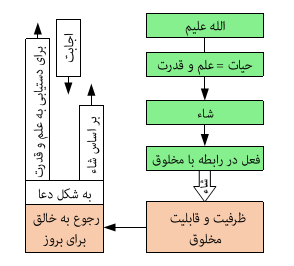 الله علیم
حیات = علم و قدرت
شاء
فعل در رابطه با مخلوق
شاء
ظرفیت و قابلیت
مخلوق
رجوع به خالق
برای بروز
به شکل دعا
بر اساس شاء
برای دستیابی به علم و قدرت
اجابت